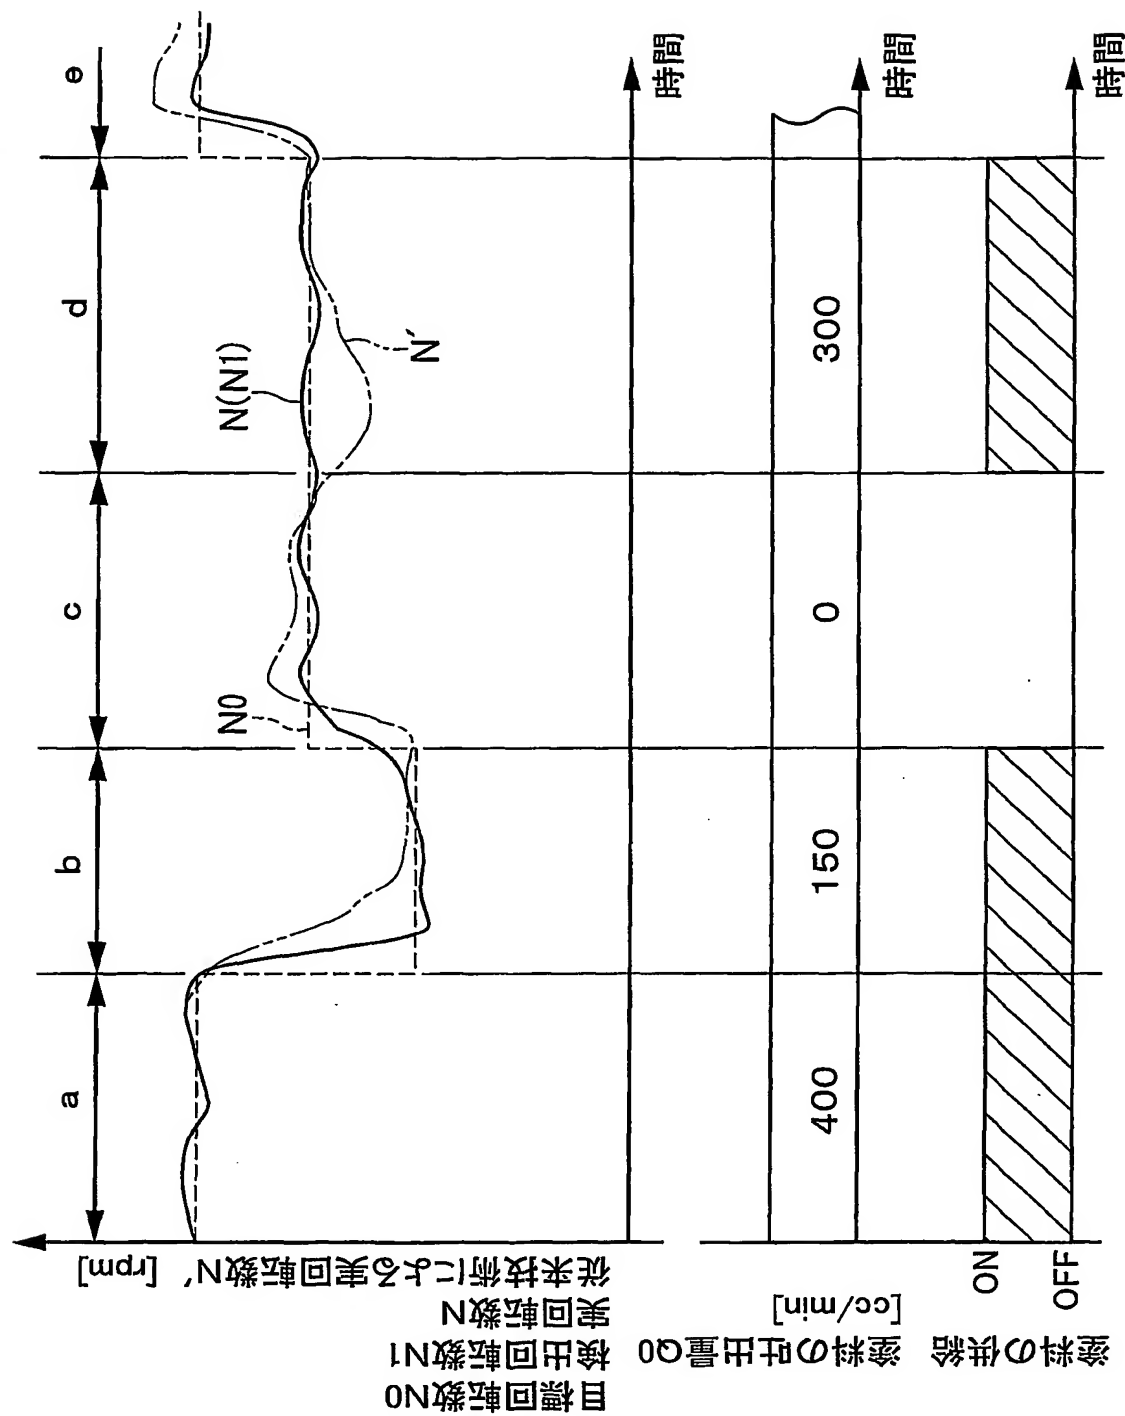 目標回転数N0
検出回転数N1
実回転数N
従来技術による実回転数N′ [rpm]
a
b
c
d
e
N0
N(N1)
N′
時間
塗料の吐出量Q0
[cc/min]
400
150
0
300
時間
塗料の供給
ON
OFF
時間